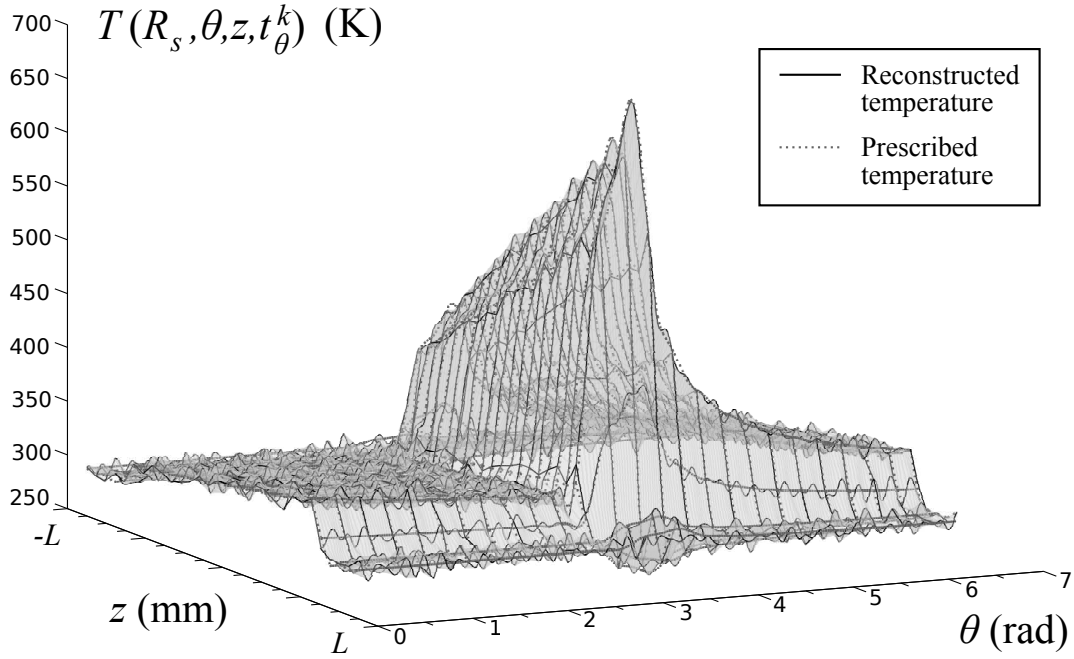 T(R_s,θ,z,t_θ^k) (K)
700
650
600
550
500
450
400
350
300
250
Reconstructed
temperature
Prescribed
temperature
-L
z (mm)
L
0
1
2
3
4
5
6
7
θ (rad)